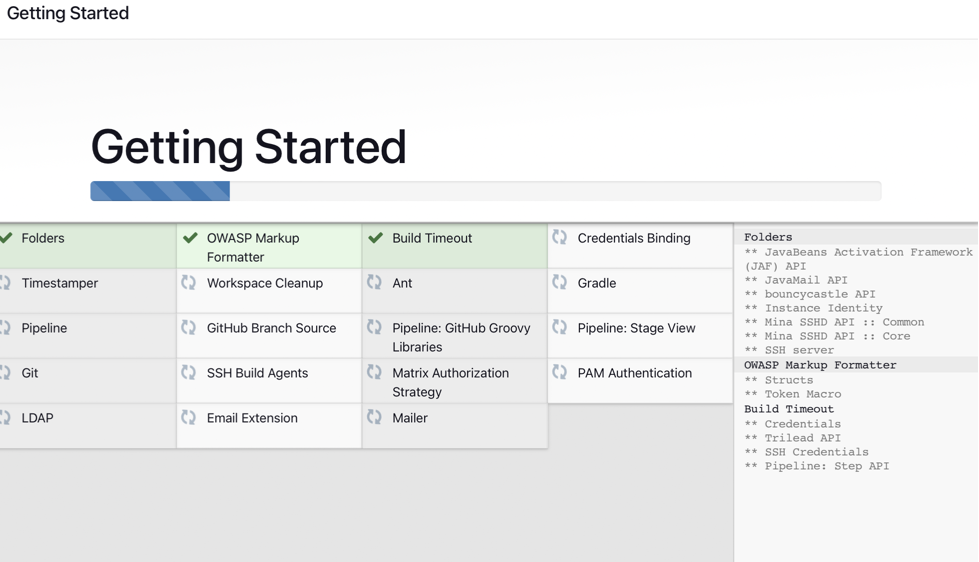 Getting Started
Getting Started
Folders
OWASP Markup
Formatter
Build Timeout
Credentials Binding
Timestamper
Workspace Cleanup
Ant
Gradle
Pipeline
GitHub Branch Source
Pipeline: GitHub Groovy
Libraries
Pipeline: Stage View
Git
SSH Build Agents
Matrix Authorization
Strategy
PAM Authentication
LDAP
Email Extension
Mailer
Folders
** JavaBeans Activation Framework
(JAF) API
** JavaMail API
** bouncycastle API
** Instance Identity
** Mina SSHD API :: Common
** Mina SSHD API :: Core
** SSH server
OWASP Markup Formatter
** Structs
** Token Macro
Build Timeout
** Credentials
** Trilead API
** SSH Credentials
** Pipeline: Step API